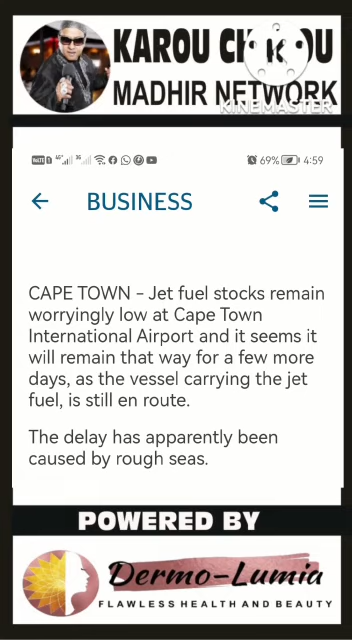 KAROU CH
MADHIR NETWORK
KINEMASTER
69% 4:59
BUSINESS
CAPE TOWN – Jet fuel stocks remain
worryingly low at Cape Town
International Airport and it seems it
will remain that way for a few more
days, as the vessel carrying the jet
fuel, is still en route.
The delay has apparently been
caused by rough seas.
POWERED BY
Dermo-Lumia
FLAWLESS HEALTH AND BEAUTY